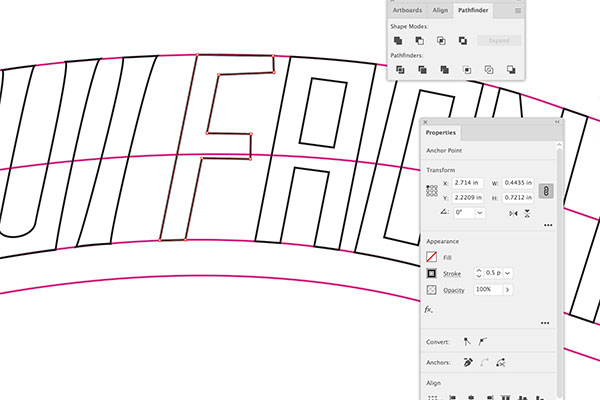 Artboards Align Pathfinder
Shape Modes:
Expand
Pathfinders:
Properties
Anchor Point
Transform
X: 2.714 in W: 0.4435 in
Y: 2.2209 in H: 0.7212 in
0°
Appearance
Fill
Stroke 0.5 p
Opacity 100%
fx.
Convert:
Anchors:
Align